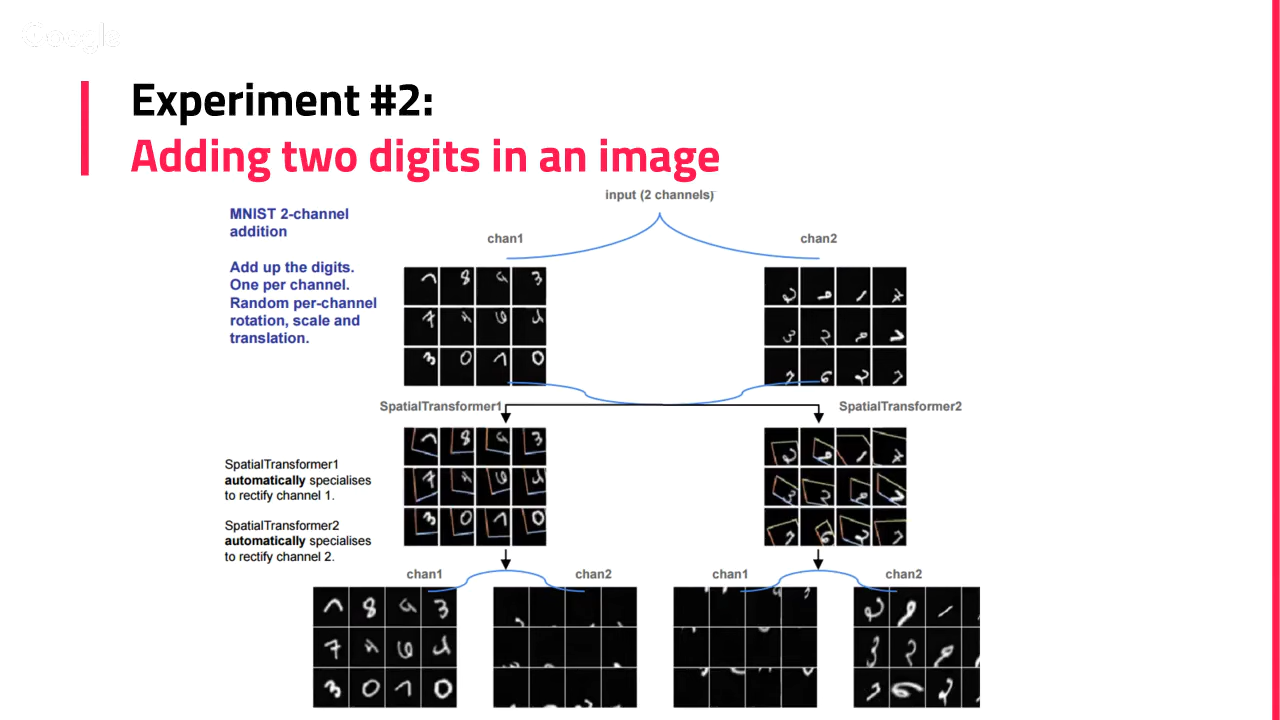 Google
Experiment #2:
Adding two digits in an image
input (2 channels)
MNIST 2-channel
addition
Add up the digits.
One per channel.
Random per-channel
rotation, scale and
translation.
chan1
chan2
SpatialTransformer1
SpatialTransformer2
SpatialTransformer1
automatically specialises
to rectify channel 1.
SpatialTransformer2
automatically specialises
to rectify channel 2.
chan1
chan2
chan1
chan2